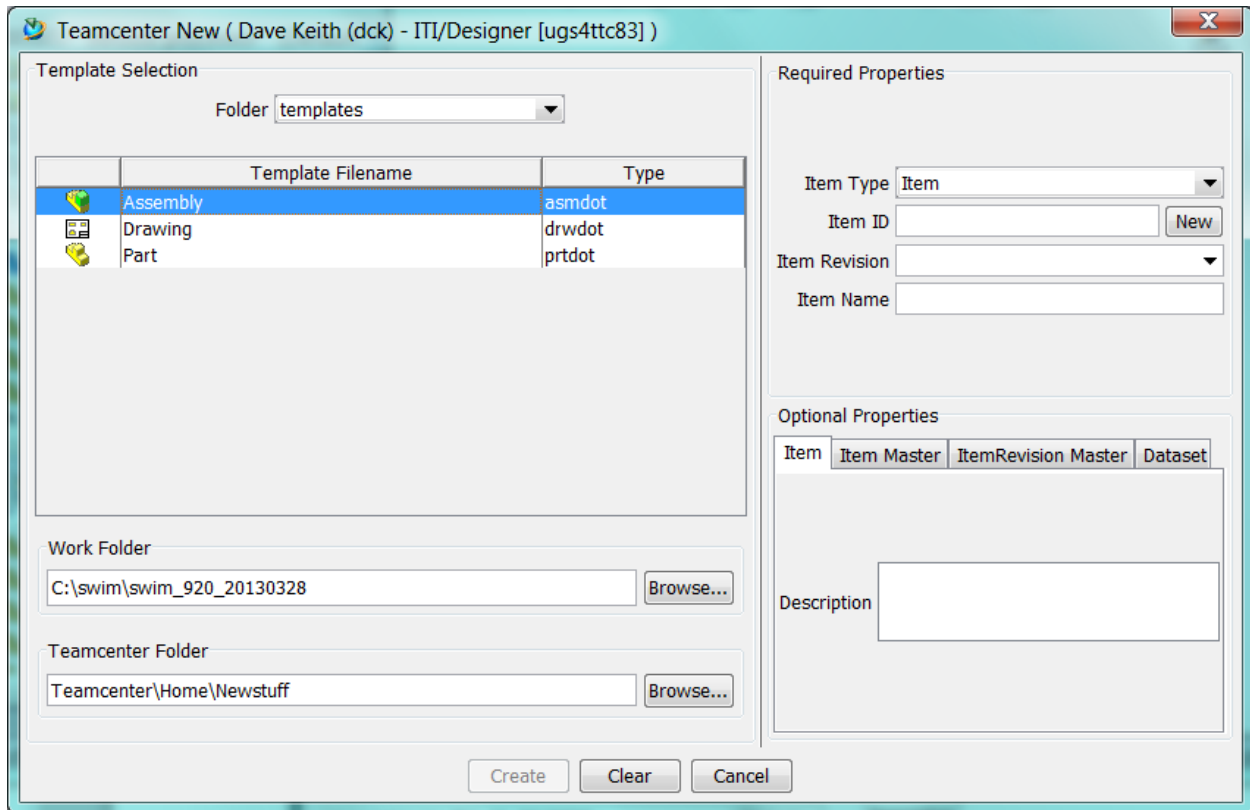 Teamcenter New ( Dave Keith (dck) - ITI/Designer [ugs4ttc83] )
X
Template Selection
Folder templates
Template Filename Type
Assembly asmdot
Drawing drwdot
Part prtdot
Work Folder
C:\swim\swim_920_20130328 Browse...
Teamcenter Folder
Teamcenter\Home\Newstuff Browse...
Required Properties
Item Type Item
Item ID New
Item Revision
Item Name
Optional Properties
Item Item Master ItemRevision Master Dataset
Description
Create Clear Cancel